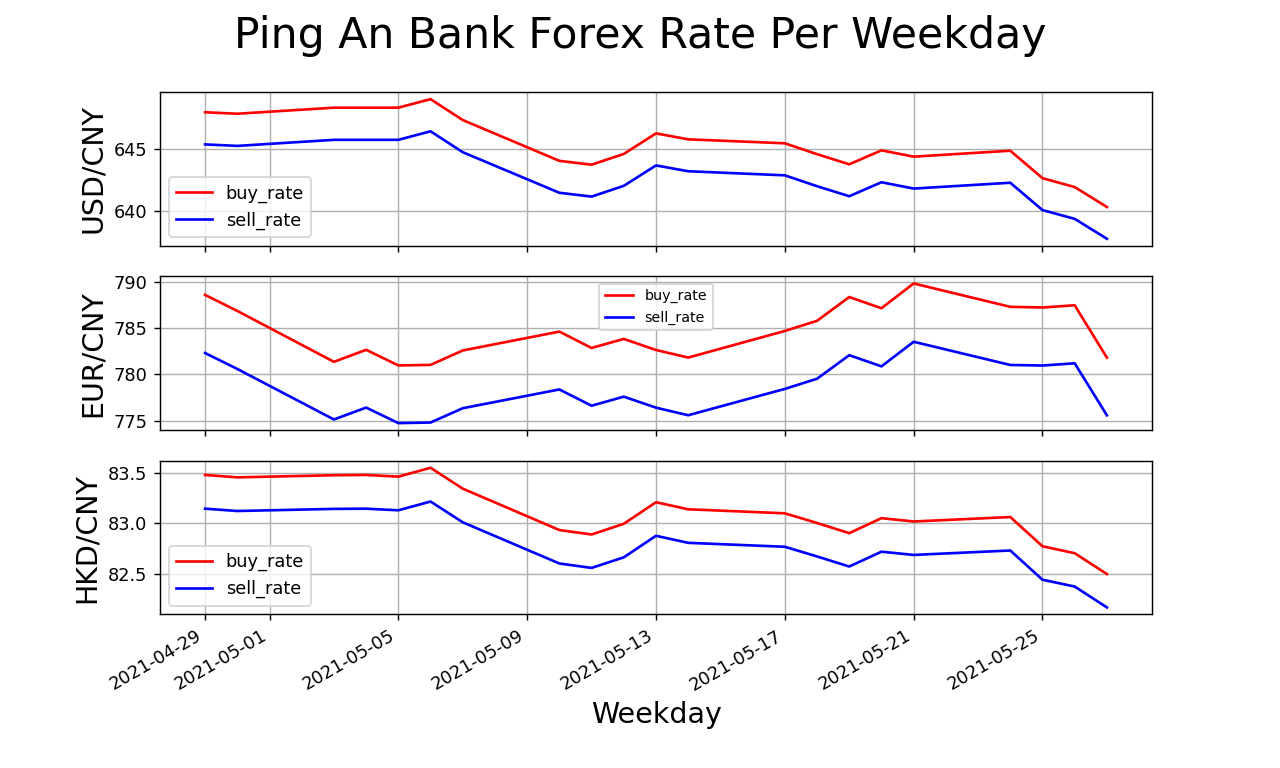 Ping An Bank Forex Rate Per Weekday
USD/CNY
645
640
buy_rate
sell_rate
EUR/CNY
790
785
780
775
buy_rate
sell_rate
HKD/CNY
83.5
83.0
82.5
buy_rate
sell_rate
2021-04-29
2021-05-01
2021-05-05
2021-05-09
2021-05-13
2021-05-17
2021-05-21
2021-05-25
Weekday